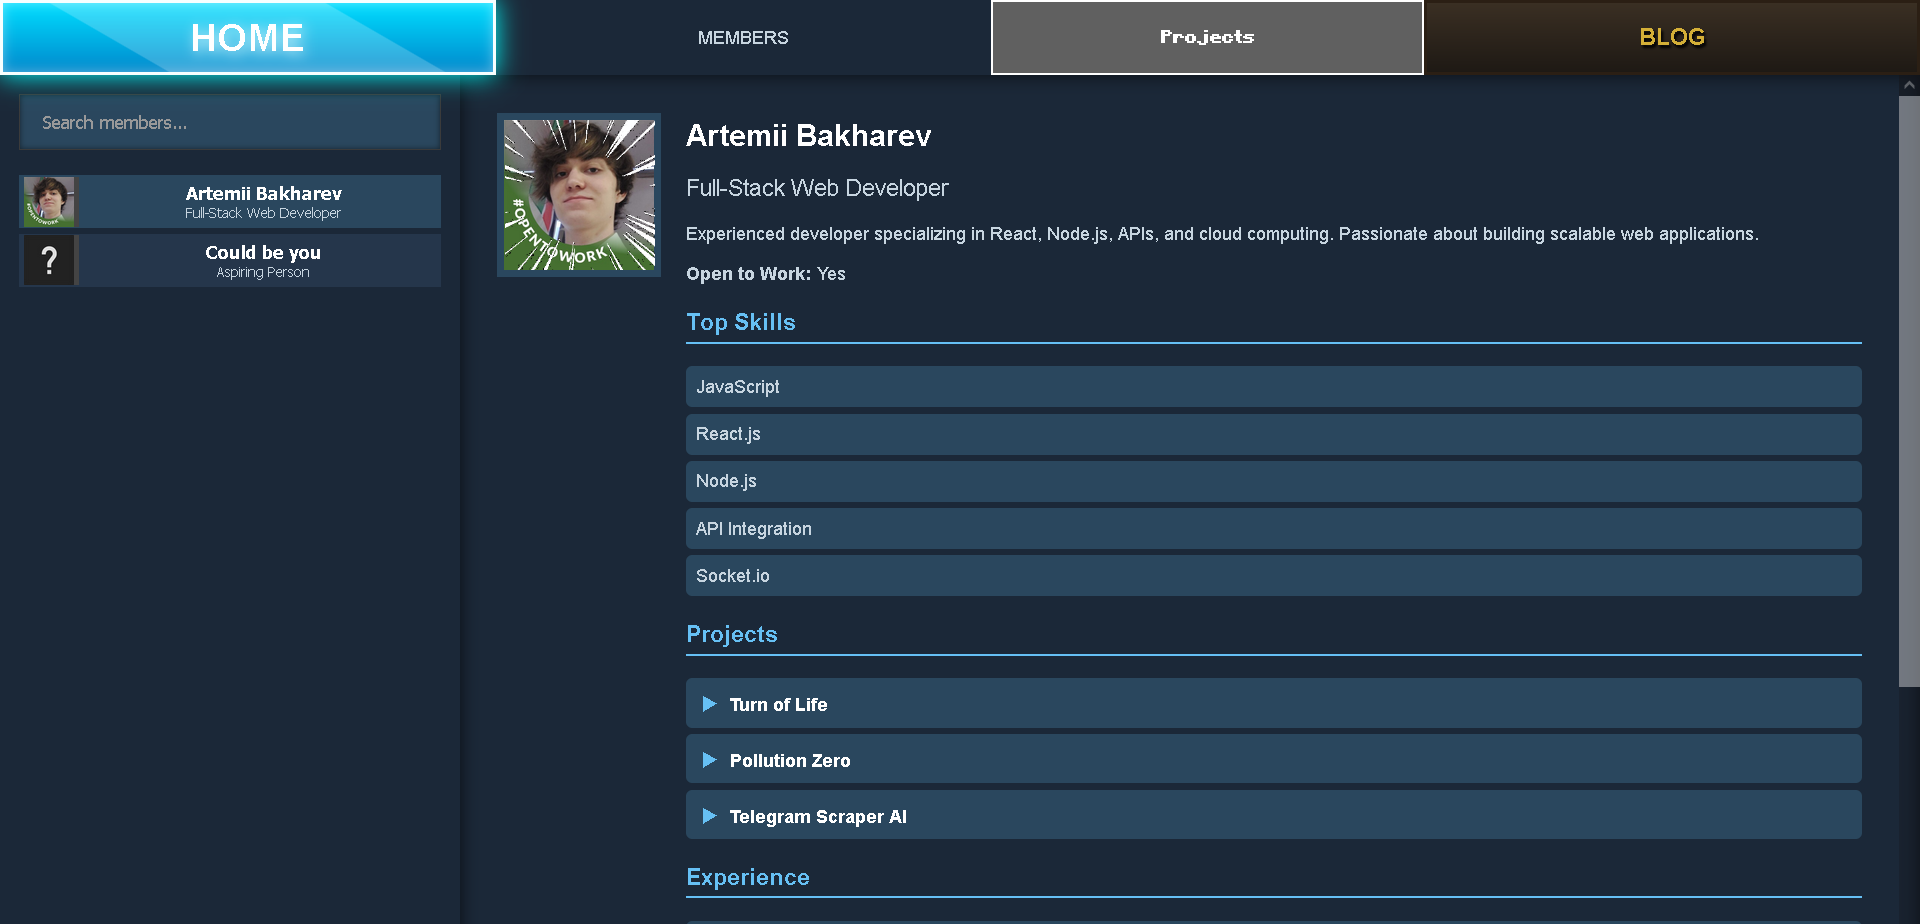 HOME
MEMBERS
Projects
BLOG
Search members...
Artemii Bakharev
Full-Stack Web Developer
?
Could be you
Aspiring Person
#OPENTOWORK
Artemii Bakharev
Full-Stack Web Developer
Experienced developer specializing in React, Node.js, APIs, and cloud computing. Passionate about building scalable web applications.
Open to Work: Yes
Top Skills
JavaScript
React.js
Node.js
API Integration
Socket.io
Projects
Turn of Life
Pollution Zero
Telegram Scraper AI
Experience